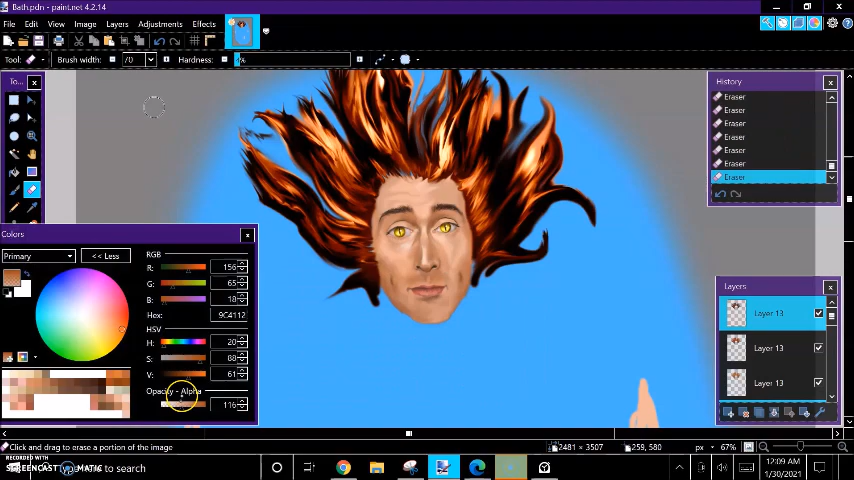 Bath.pdn - paint.net 4.2.14
File Edit View Image Layers Adjustments Effects
Tool: Brush width: 70 Hardness: %
To...
History
Eraser
Eraser
Eraser
Eraser
Eraser
Eraser
Eraser
Colors
Primary << Less
RGB
R: 156
G: 65
B: 18
Hex: 9C4112
HSV
H: 20
S: 88
V: 61
Opacity - Alpha
116
Layers
Layer 13
Layer 13
Layer 13
Click and drag to erase a portion of the image
2481 × 3507 259, 580 px 67%
RECORDED WITH
SCREENCAST to search
12:09 AM
1/30/2021